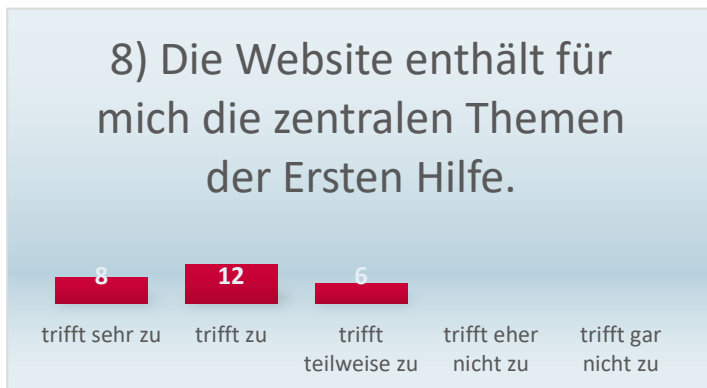 8) Die Website enthält für
mich die zentralen Themen
der Ersten Hilfe.
8
12
6
trifft sehr zu
trifft zu
trifft
teilweise zu
trifft eher
nicht zu
trifft gar
nicht zu